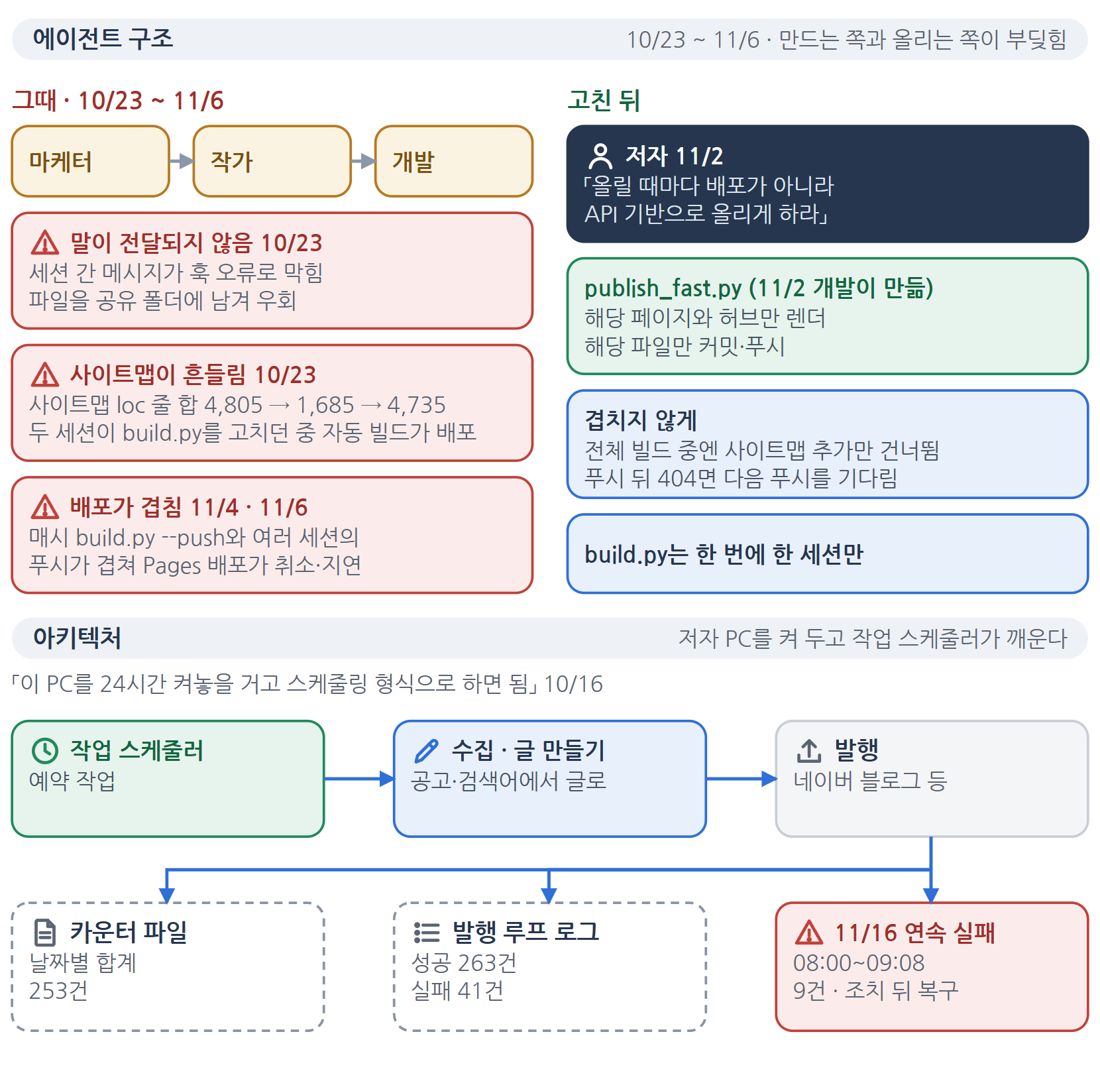 에이전트 구조
10/23 ~ 11/6 · 만드는 쪽과 올리는 쪽이 부딪힘
그때 · 10/23 ~ 11/6
마케터
작가
개발
말이 전달되지 않음 10/23
세션 간 메시지가 훅 오류로 막힘
파일을 공유 폴더에 남겨 우회
사이트맵이 흔들림 10/23
사이트맵 loc 줄 합 4,805 → 1,685 → 4,735
두 세션이 build.py를 고치던 중 자동 빌드가 배포
배포가 겹침 11/4 · 11/6
매시 build.py --push와 여러 세션의
푸시가 겹쳐 Pages 배포가 취소·지연
고친 뒤
저자 11/2
「올릴 때마다 배포가 아니라
API 기반으로 올리게 하라」
publish_fast.py (11/2 개발이 만듦)
해당 페이지와 허브만 렌더
해당 파일만 커밋·푸시
겹치지 않게
전체 빌드 중엔 사이트맵 추가만 건너뜀
푸시 뒤 404면 다음 푸시를 기다림
build.py는 한 번에 한 세션만
아키텍처
저자 PC를 켜 두고 작업 스케줄러가 깨운다
「이 PC를 24시간 켜놓을 거고 스케줄링 형식으로 하면 됨」 10/16
작업 스케줄러
예약 작업
수집 · 글 만들기
공고·검색어에서 글로
발행
네이버 블로그 등
카운터 파일
날짜별 합계
253건
발행 루프 로그
성공 263건
실패 41건
11/16 연속 실패
08:00~09:08
9건 · 조치 뒤 복구